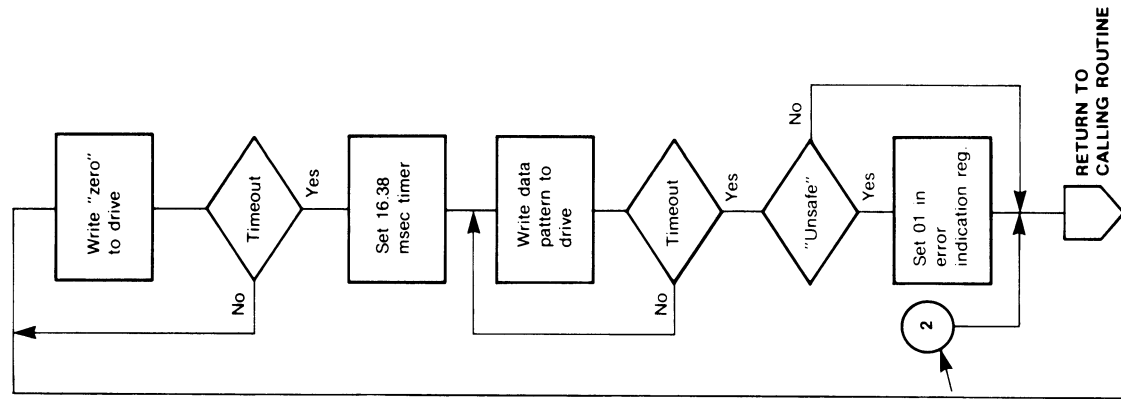 Write "zero"
to drive
Timeout
No
Yes
Set 16.38
msec timer
Write data
pattern to
drive
Timeout
No
Yes
"Unsafe"
No
Yes
Set 01 in
error
indication reg.
2
RETURN TO
CALLING ROUTINE